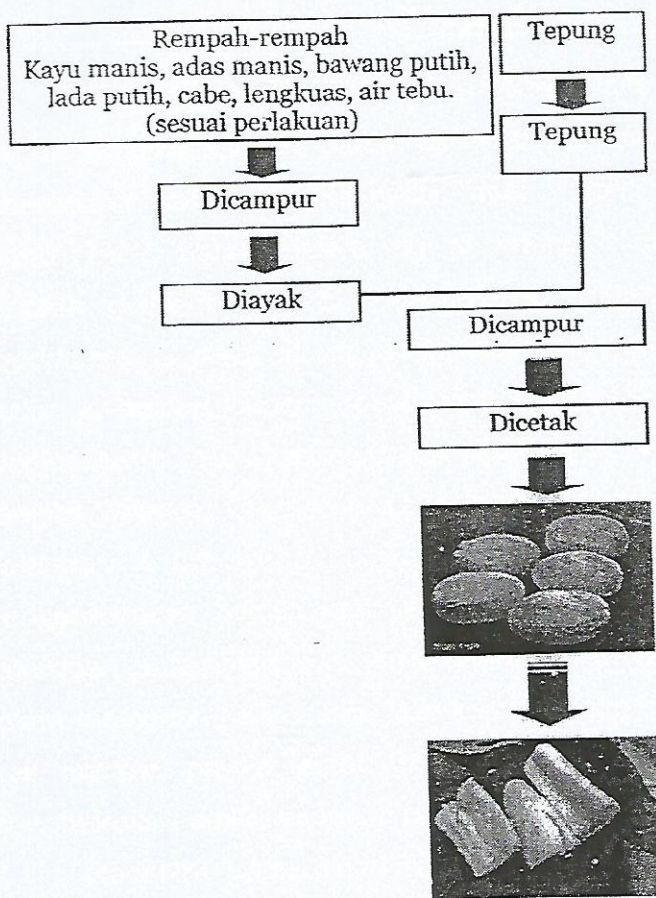 Rempah-rempah
Kayu manis, adas manis, bawang putih,
lada putih, cabe, lengkuas, air tebu.
(sesuai perlakuan)
Tepung
Tepung
Dicampur
Diayak
Dicampur
Dicetak